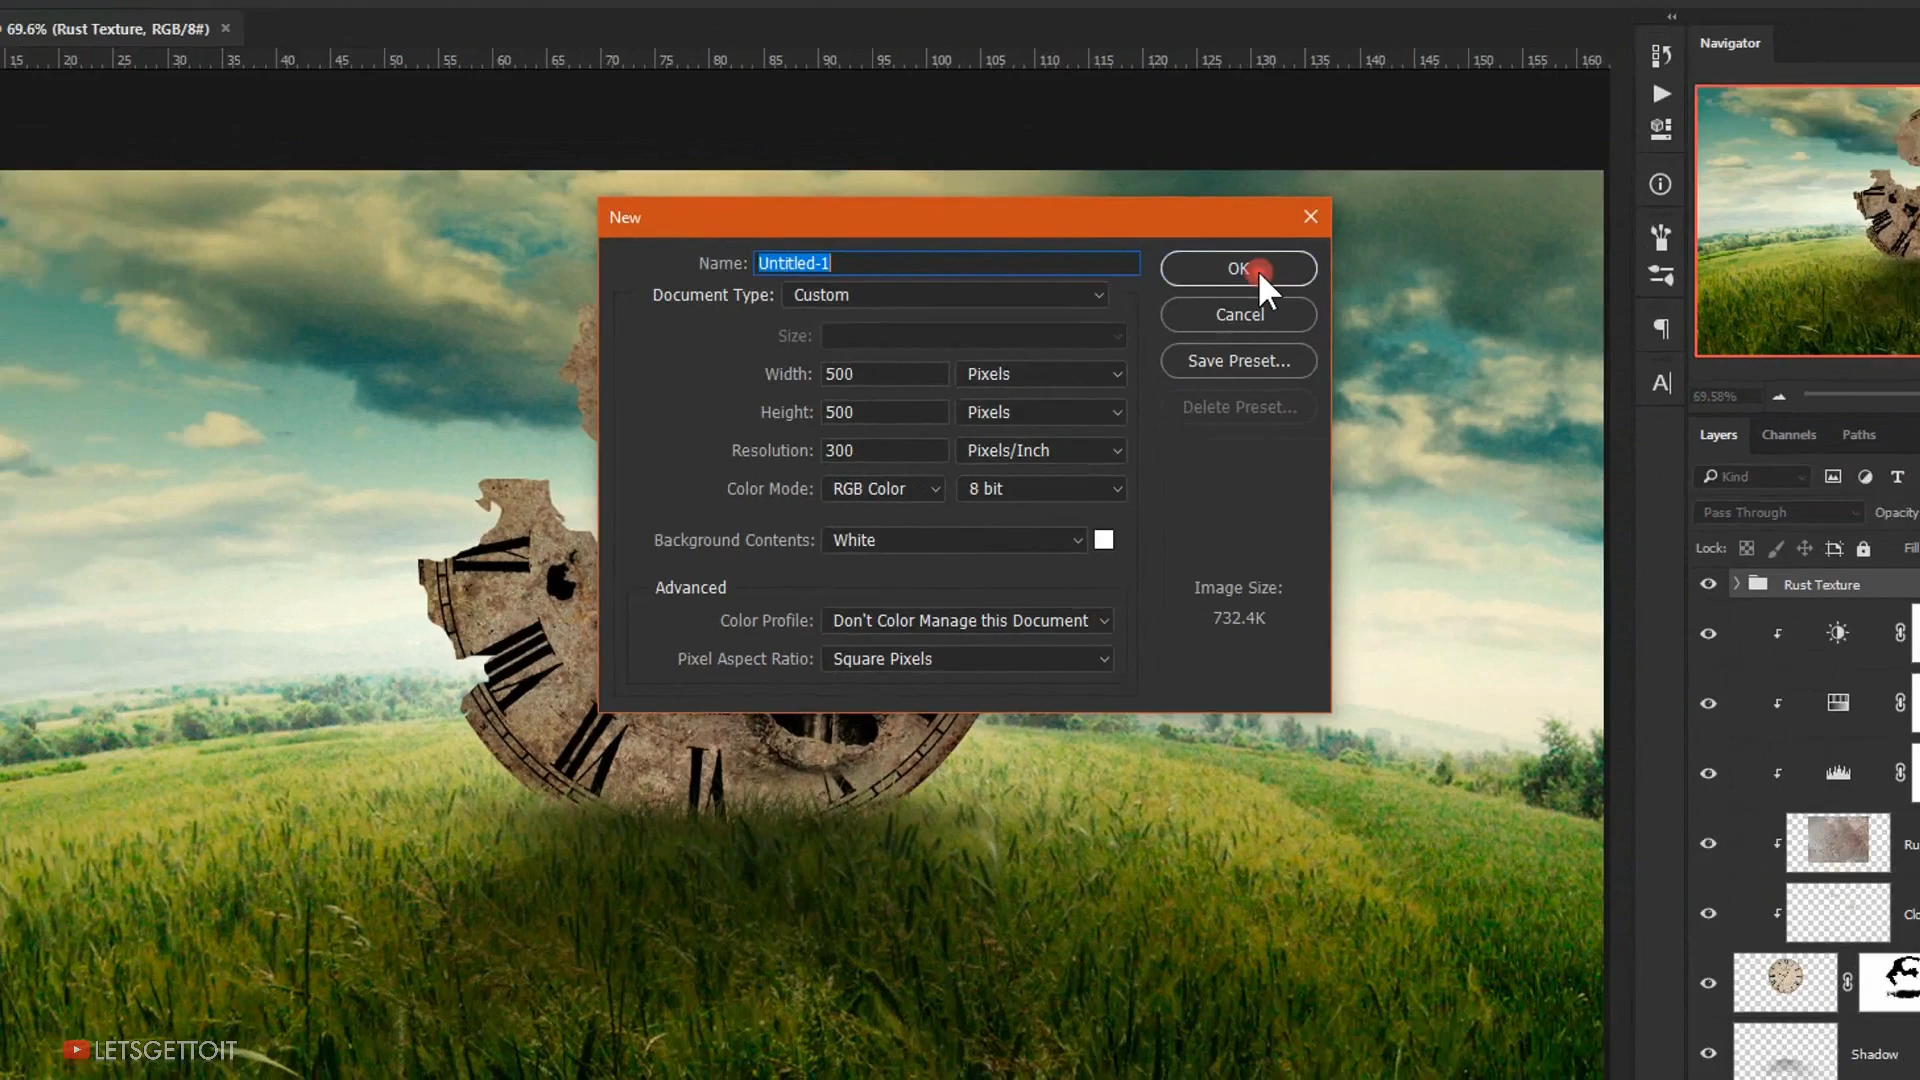 69.6% (Rust Texture, RGB/8#) ×
15 20 25 30 35 40 45 50 55 60 65 70 75 80 85 90 95 100 105 110 115 120 125 130 135 140 145 150 155 160
Navigator
New
Name: Untitled-1
OK
Document Type: Custom
Cancel
Size:
Save Preset...
Width: 500 Pixels
Delete Preset...
Height: 500 Pixels
Resolution: 300 Pixels/Inch
Color Mode: RGB Color 8 bit
Background Contents: White
Advanced
Image Size:
732.4K
Color Profile: Don't Color Manage this Document
Pixel Aspect Ratio: Square Pixels
69.58%
Layers Channels Paths
Kind
Pass Through Opacity
Lock: Fill
Rust Texture
Ru
Clo
Shadow
LETSGETTOIT